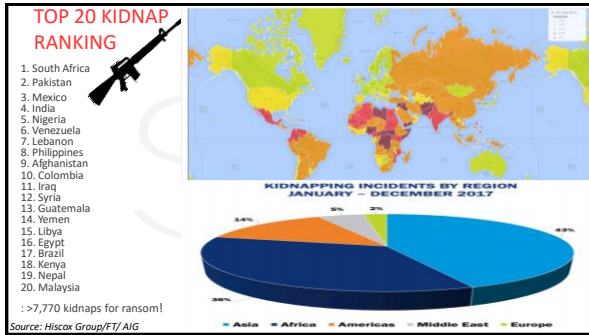 TOP 20 KIDNAP
RANKING
1. South Africa
2. Pakistan
3. Mexico
4. India
5. Nigeria
6. Venezuela
7. Lebanon
8. Philippines
9. Afghanistan
10. Colombia
11. Iraq
12. Syria
13. Guatemala
14. Yemen
15. Libya
16. Egypt
17. Brazil
18. Kenya
19. Nepal
20. Malaysia
: >7,770 kidnaps for ransom!
Source: Hiscox Group/FT/ AIG
KIDNAPPING INCIDENTS BY REGION
JANUARY – DECEMBER 2017
2%
5%
14%
43%
36%
Asia Africa Americas Middle East Europe